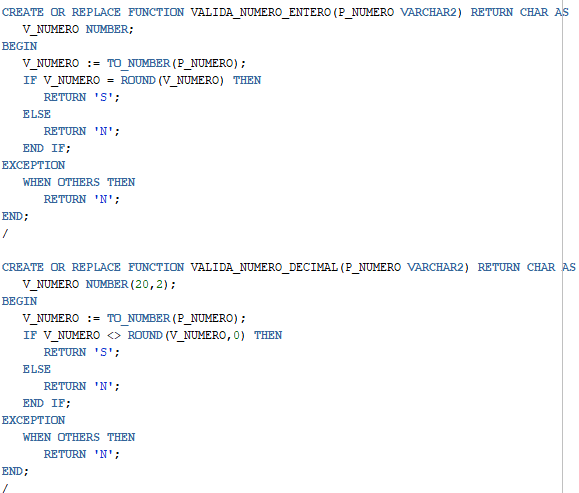 CREATE OR REPLACE FUNCTION VALIDA_NUMERO_ENTERO(P_NUMERO VARCHAR2) RETURN CHAR AS
   V_NUMERO NUMBER;
BEGIN
   V_NUMERO := TO_NUMBER(P_NUMERO);
   IF V_NUMERO = ROUND(V_NUMERO) THEN
      RETURN 'S';
   ELSE
      RETURN 'N';
   END IF;
EXCEPTION
   WHEN OTHERS THEN
      RETURN 'N';
END;
/
CREATE OR REPLACE FUNCTION VALIDA_NUMERO_DECIMAL(P_NUMERO VARCHAR2) RETURN CHAR AS
   V_NUMERO NUMBER(20,2);
BEGIN
   V_NUMERO := TO_NUMBER(P_NUMERO);
   IF V_NUMERO <> ROUND(V_NUMERO,0) THEN
      RETURN 'S';
   ELSE
      RETURN 'N';
   END IF;
EXCEPTION
   WHEN OTHERS THEN
      RETURN 'N';
END;
/